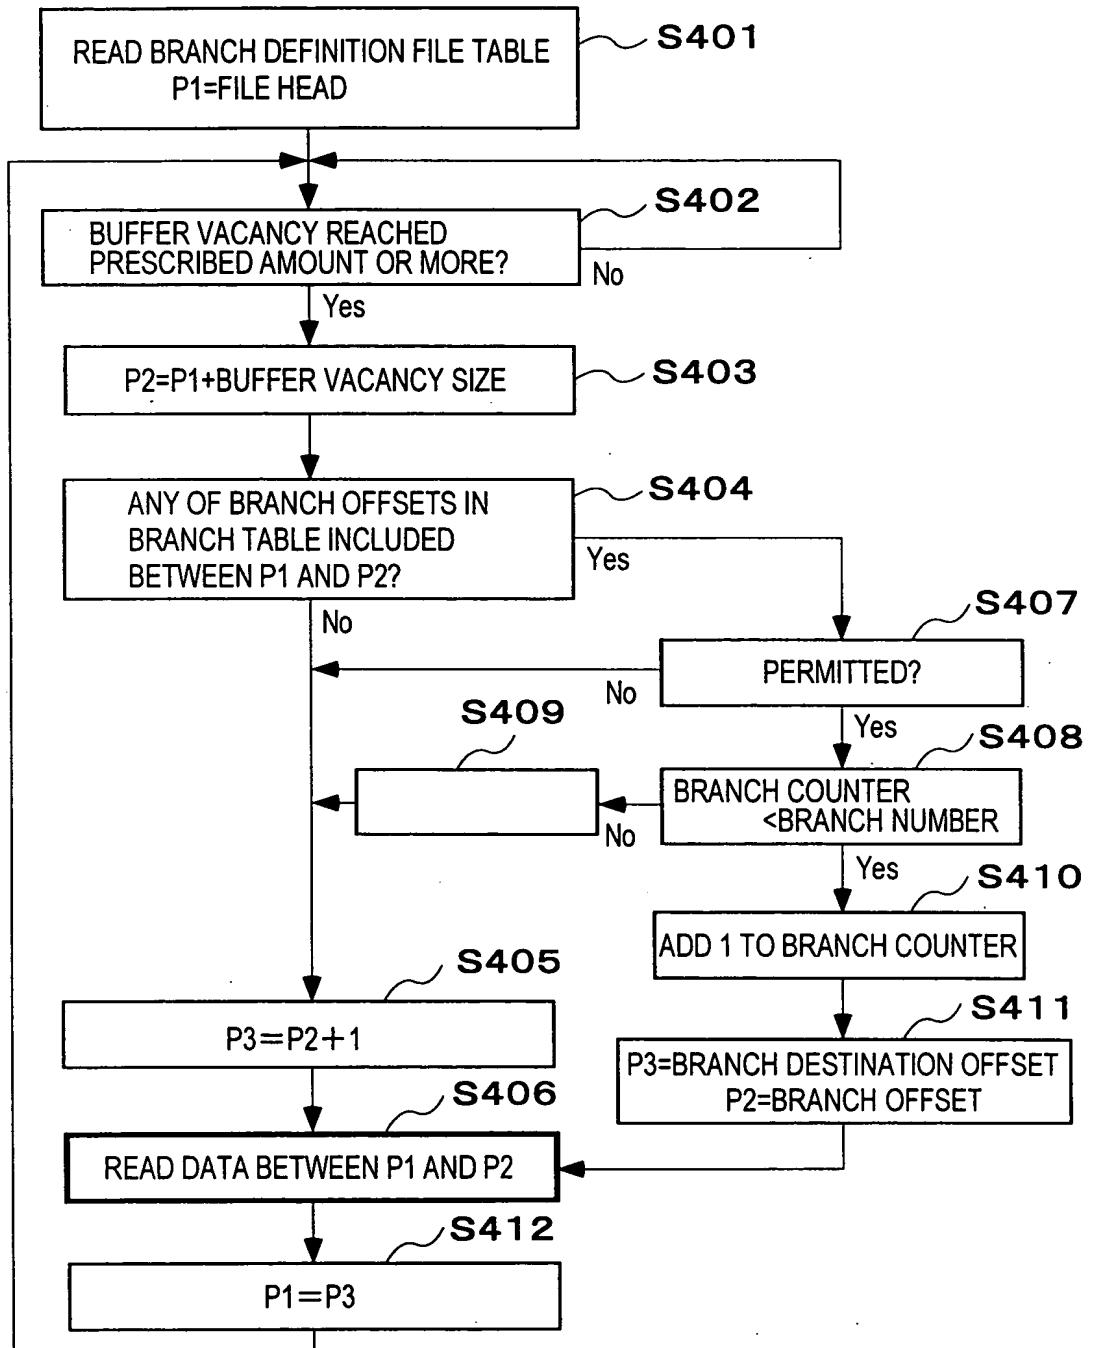 S401
READ BRANCH DEFINITION FILE TABLE
P1=FILE HEAD
S402
BUFFER VACANCY REACHED
PRESCRIBED AMOUNT OR MORE?
No
Yes
S403
P2=P1+BUFFER VACANCY SIZE
S404
ANY OF BRANCH OFFSETS IN
BRANCH TABLE INCLUDED
BETWEEN P1 AND P2?
Yes
No
S407
PERMITTED?
No
Yes
S409
S408
BRANCH COUNTER
<BRANCH NUMBER
No
Yes
S410
ADD 1 TO BRANCH COUNTER
S405
P3=P2+1
S411
P3=BRANCH DESTINATION OFFSET
P2=BRANCH OFFSET
S406
READ DATA BETWEEN P1 AND P2
S412
P1=P3